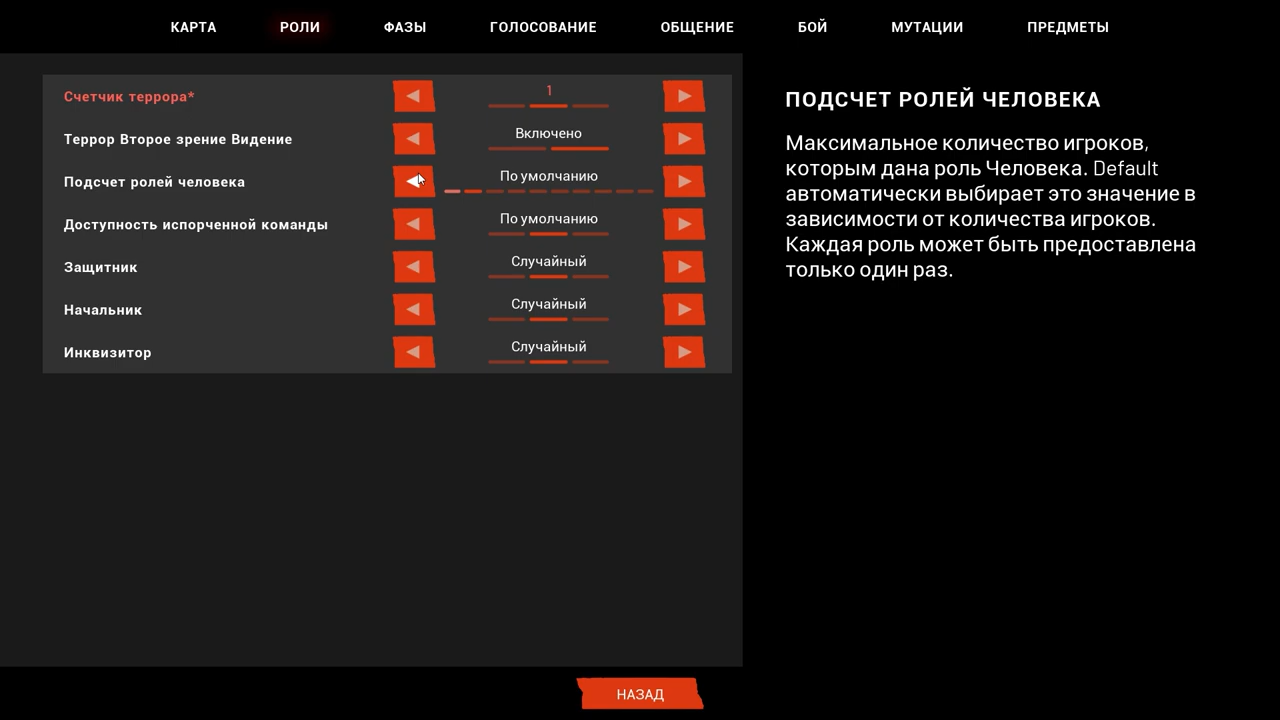 КАРТА РОЛИ ФАЗЫ ГОЛОСОВАНИЕ ОБЩЕНИЕ БОЙ МУТАЦИИ ПРЕДМЕТЫ
Счетчик террора* 1
Террор Второе зрение Видение Включено
Подсчет ролей человека По умолчанию
Доступность испорченной команды По умолчанию
Защитник Случайный
Начальник Случайный
Инквизитор Случайный
ПОДСЧЕТ РОЛЕЙ ЧЕЛОВЕКА
Максимальное количество игроков,
которым дана роль Человека. Default
автоматически выбирает это значение в
зависимости от количества игроков.
Каждая роль может быть предоставлена
только один раз.
НАЗАД